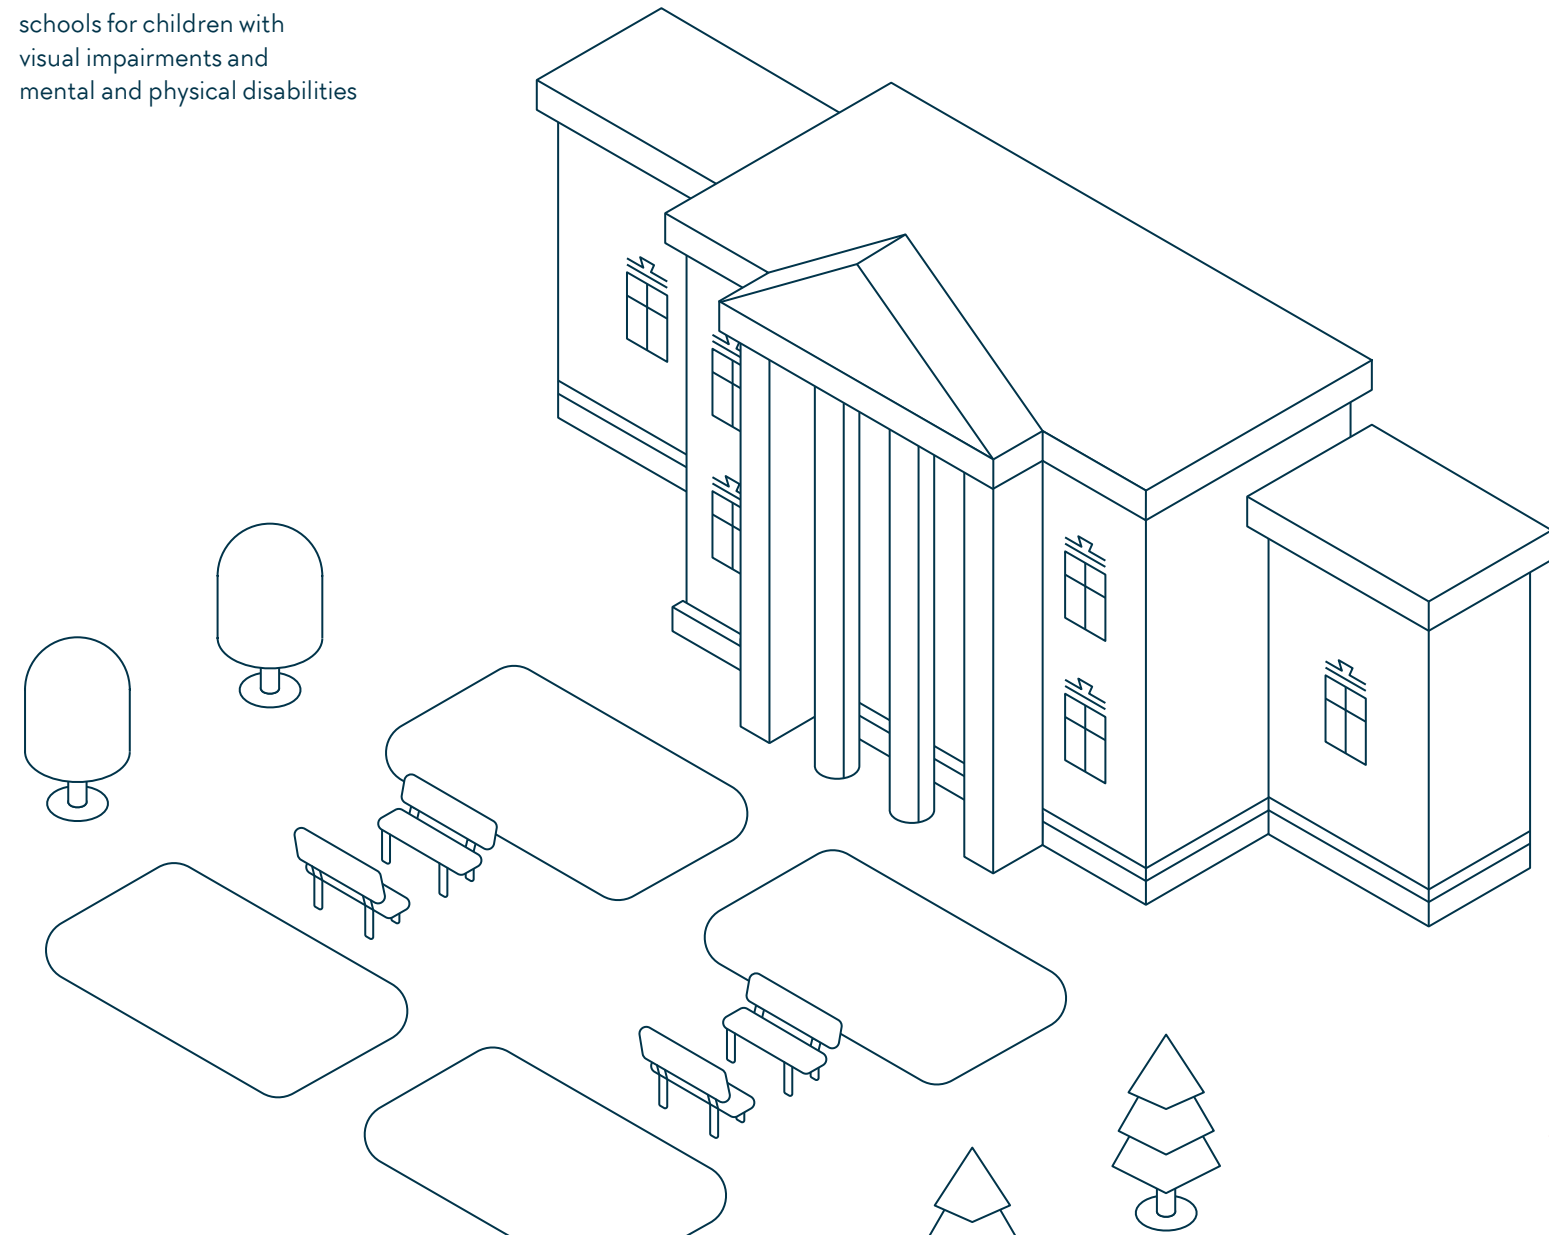 schools for children with
visual impairments and
mental and physical disabilities